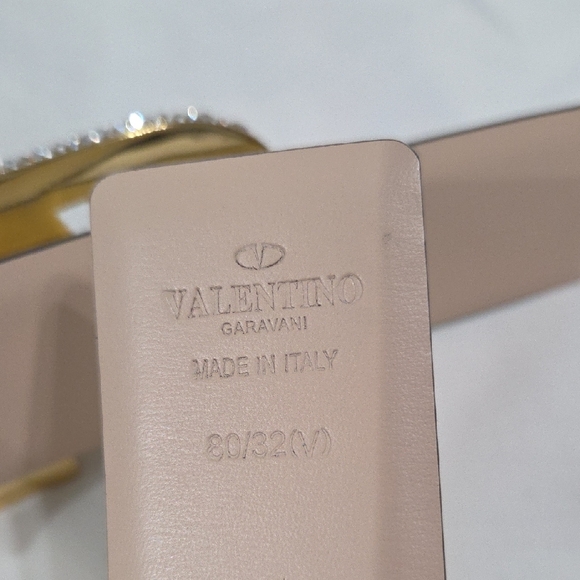 V
VALENTINO
GARAVANI
MADE IN ITALY
80/32(V)